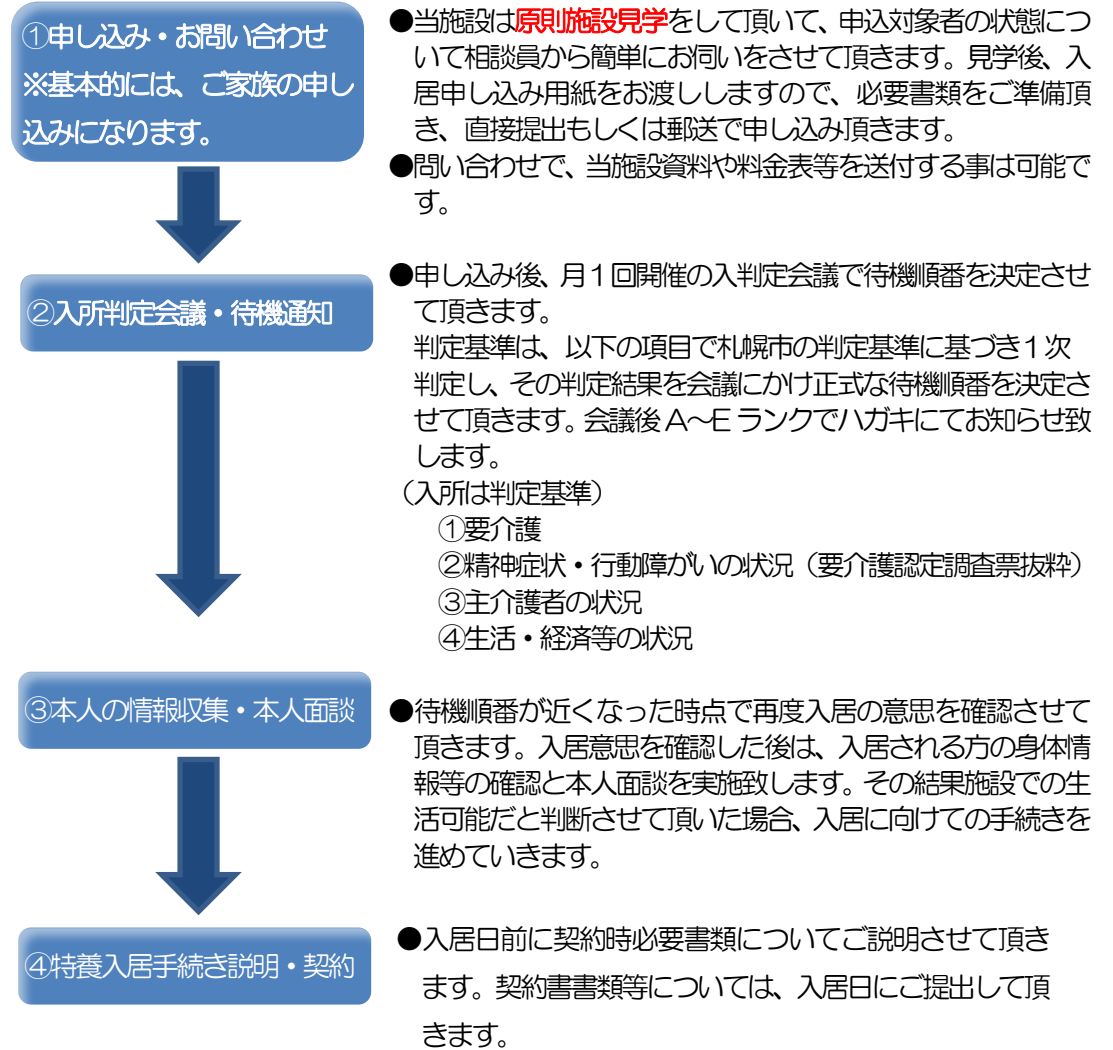 ①申し込み・お問い合わせ
※基本的には、ご家族の申し
込みになります。
●当施設は原則施設見学をして頂いて、申込対象者の状態につ
いて相談員から簡単にお伺いをさせて頂きます。見学後、入
居申し込み用紙をお渡ししますので、必要書類をご準備頂
き、直接提出もしくは郵送で申し込み頂きます。
●問い合わせで、当施設資料や料金表等を送付する事は可能で
す。
②入所判定会議・待機通知
●申し込み後、月１回開催の入判定会議で待機順番を決定させ
て頂きます。
判定基準は、以下の項目で札幌市の判定基準に基づき１次
判定し、その判定結果を会議にかけ正式な待機順番を決定さ
せて頂きます。会議後A～Eランクでハガキにてお知らせ致
します。
（入所は判定基準）
①要介護
②精神症状・行動障がいの状況（要介護認定調査票抜粋）
③主介護者の状況
④生活・経済等の状況
③本人の情報収集・本人面談
●待機順番が近くなった時点で再度入居の意思を確認させて
頂きます。入居意思を確認した後は、入居される方の身体情
報等の確認と本人面談を実施致します。その結果施設での生
活可能だと判断させて頂いた場合、入居に向けての手続きを
進めていきます。
④特養入居手続き説明・契約
●入居日前に契約時必要書類についてご説明させて頂き
ます。契約書書類等については、入居日にご提出して頂
きます。